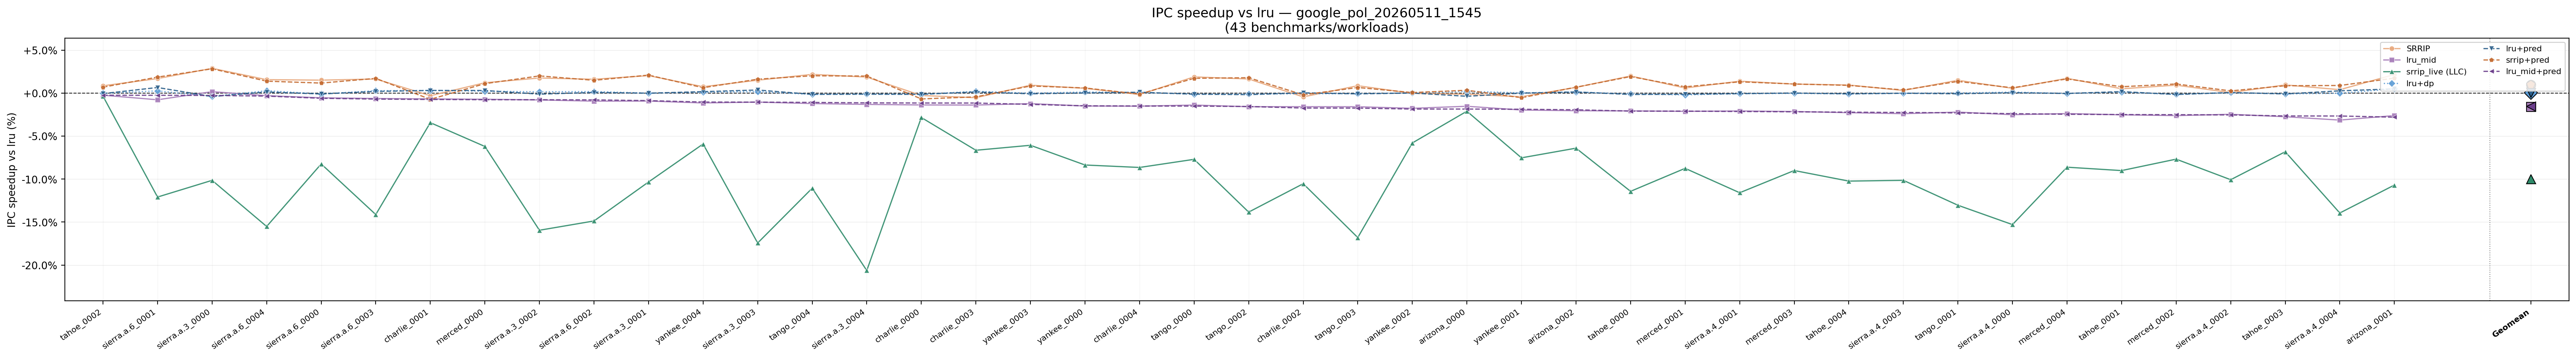 IPC speedup vs lru — google_pol_20260511_1545
(43 benchmarks/workloads)
IPC speedup vs lru (%)
+5.0%
+0.0%
-5.0%
-10.0%
-15.0%
-20.0%
SRRIP
lru_mid
srrip_live (LLC)
lru+dp
lru+pred
srrip+pred
lru_mid+pred
tahoe_0002
sierra.a.6_0001
sierra.a.3_0000
sierra.a.6_0004
sierra.a.6_0000
sierra.a.6_0003
charlie_0001
merced_0000
sierra.a.3_0002
sierra.a.6_0002
sierra.a.3_0001
yankee_0004
sierra.a.3_0003
tango_0004
sierra.a.3_0004
charlie_0000
charlie_0003
yankee_0003
yankee_0000
charlie_0004
tango_0000
tango_0002
charlie_0002
tango_0003
yankee_0002
arizona_0000
yankee_0001
arizona_0002
tahoe_0000
merced_0001
sierra.a.4_0001
merced_0003
tahoe_0004
sierra.a.4_0003
tango_0001
sierra.a.4_0000
merced_0004
tahoe_0001
merced_0002
sierra.a.4_0002
tahoe_0003
sierra.a.4_0004
arizona_0001
Geomean